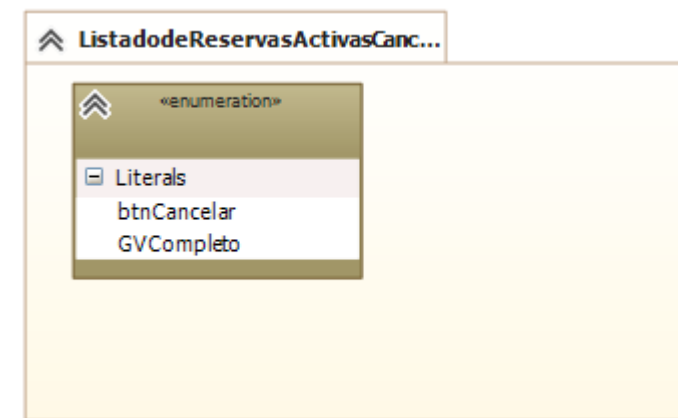 ListadodeReservasActivasCanc...
«enumeration»
Literals
btnCancelar
GVCompleto